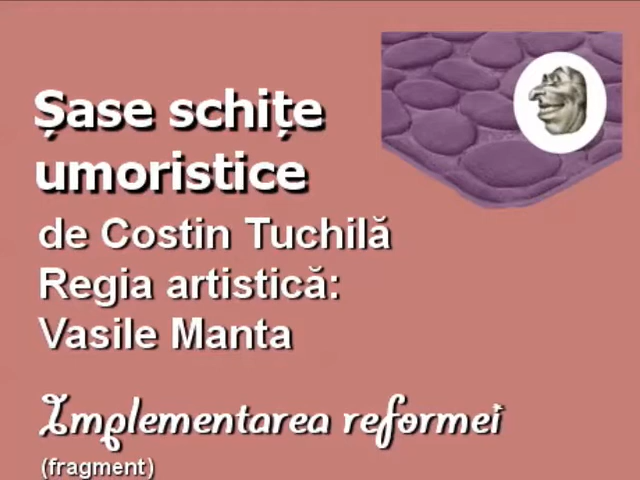 Șase schițe
umoristice
de Costin Tuchilă
Regia artistică:
Vasile Manta
Implementarea reformei
(fragment)